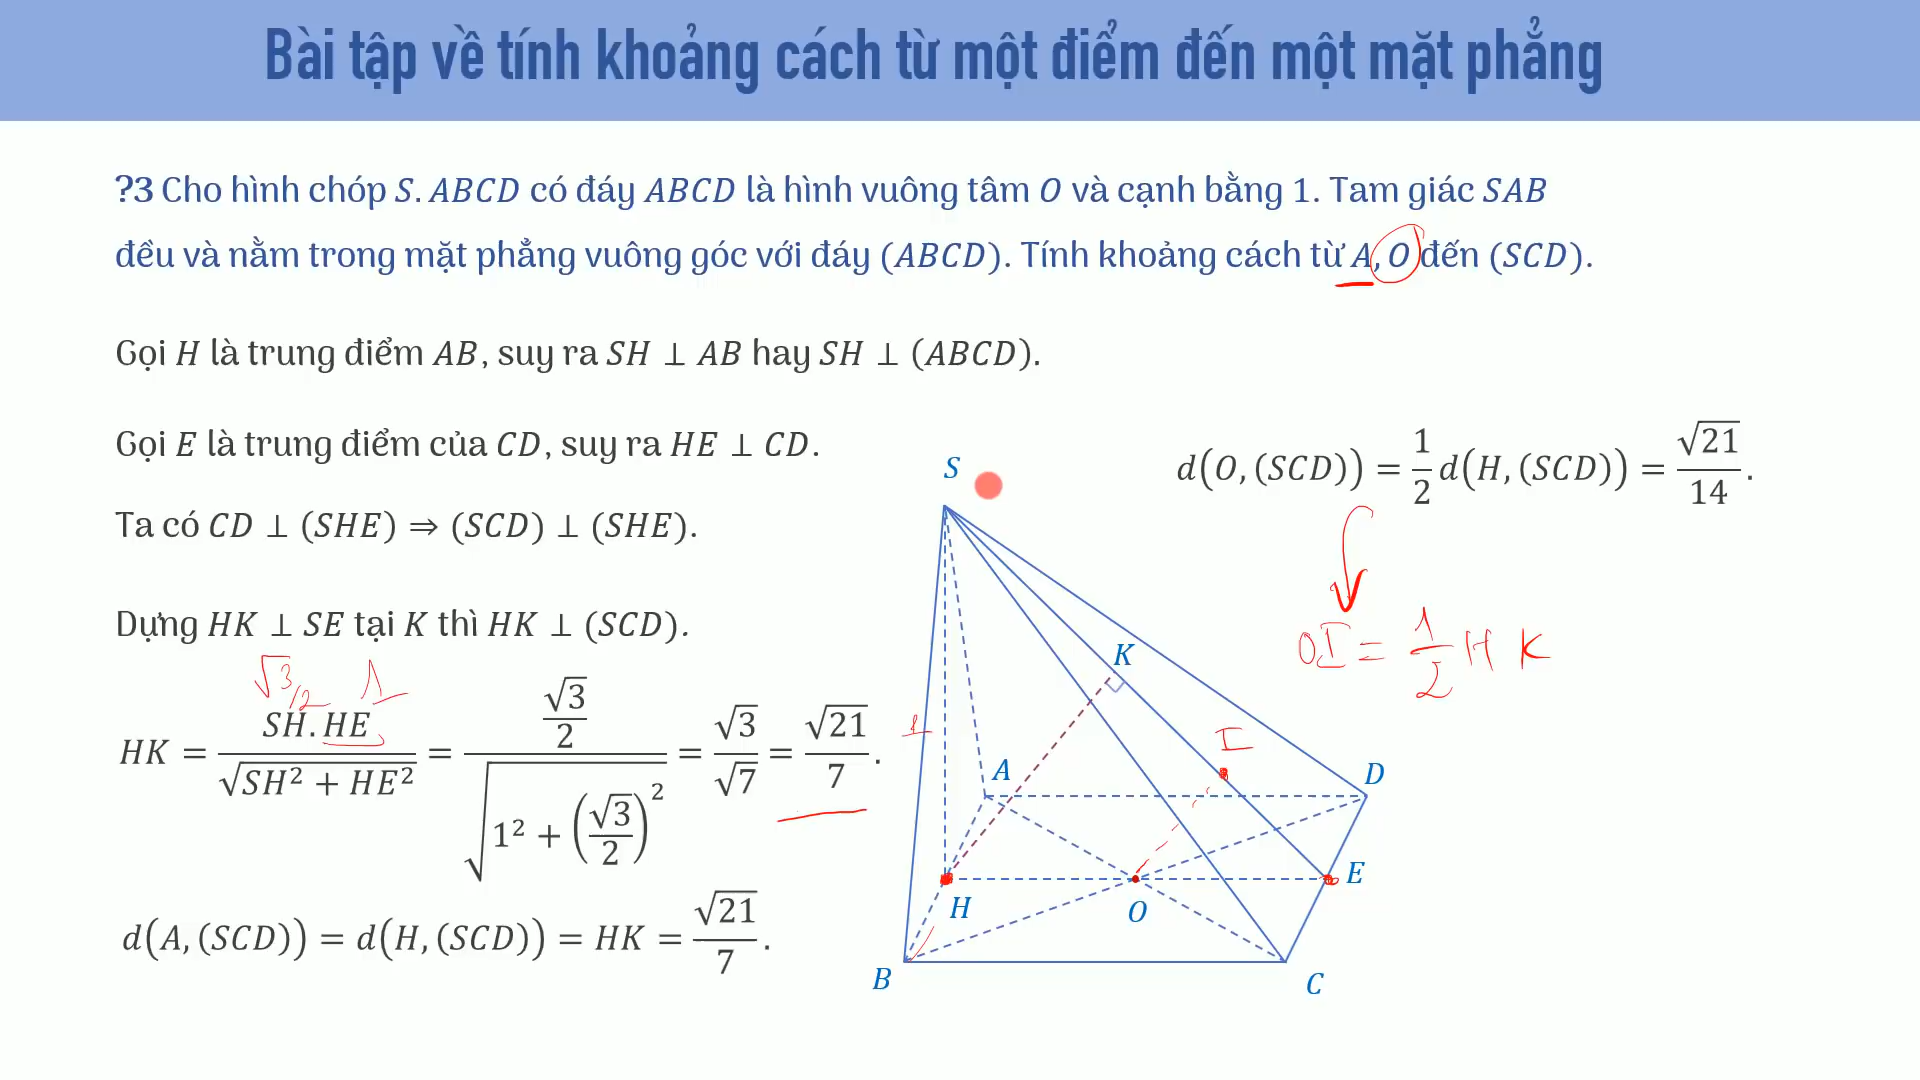 Bài tập về tính khoảng cách từ một điểm đến một mặt phẳng
?3 Cho hình chóp S. ABCD có đáy ABCD là hình vuông tâm O và cạnh bằng 1. Tam giác SAB
đều và nằm trong mặt phẳng vuông góc với đáy (ABCD). Tính khoảng cách từ A, O đến (SCD).
Gọi H là trung điểm AB, suy ra SH ⊥ AB hay SH ⊥ (ABCD).
Gọi E là trung điểm của CD, suy ra HE ⊥ CD.
Ta có CD ⊥ (SHE) ⇒ (SCD) ⊥ (SHE).
Dựng HK ⊥ SE tại K thì HK ⊥ (SCD).
√3/2 1
HK = SH.HE / √(SH² + HE²) = (√3/2) / √(1² + (√3/2)²) = √3/√7 = √21/7.
d(A, (SCD)) = d(H, (SCD)) = HK = √21/7.
d(O, (SCD)) = 1/2 d(H, (SCD)) = √21/14.
OI = 1/2 HK
S
K
1
I
A
D
E
H
O
B
C